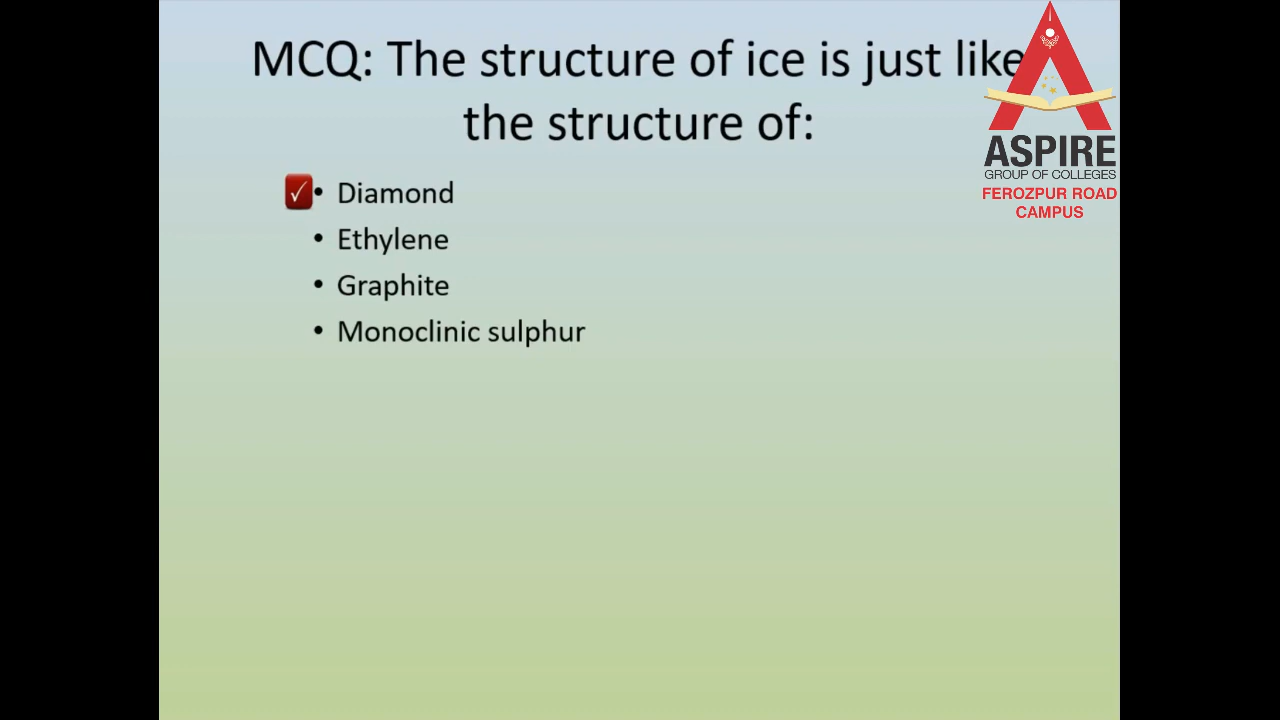 MCQ: The structure of ice is just like
the structure of:
✓• Diamond
• Ethylene
• Graphite
• Monoclinic sulphur
ASPIRE
GROUP OF COLLEGES
FEROZPUR ROAD
CAMPUS